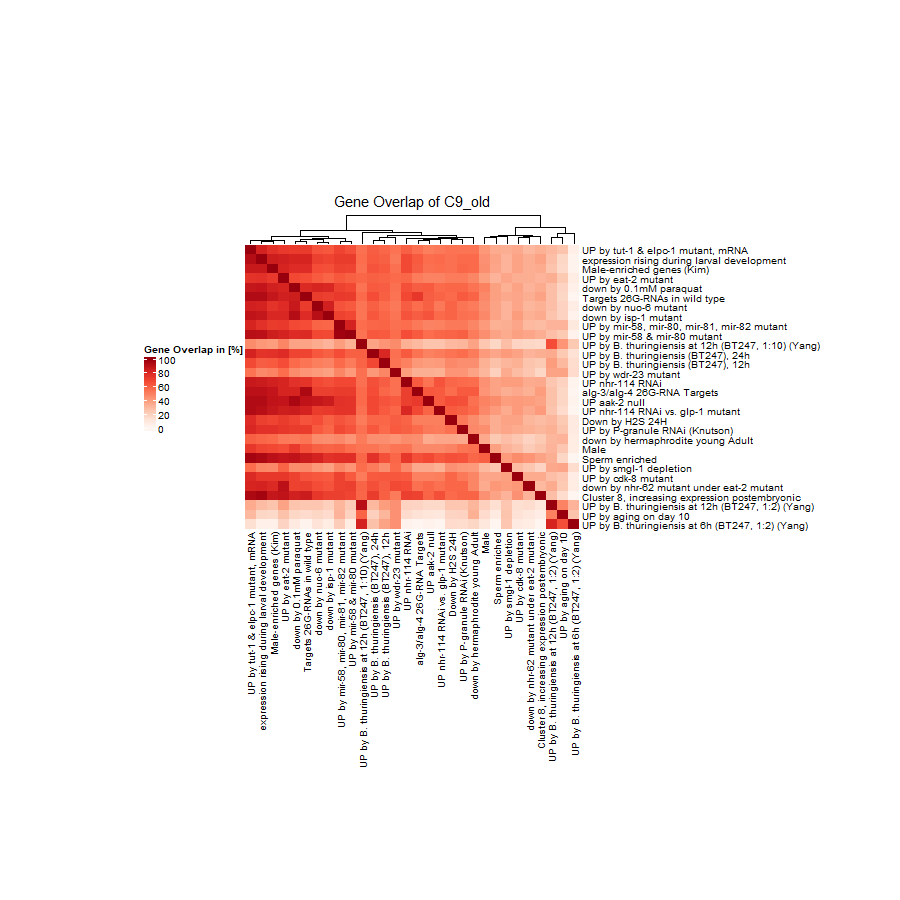 Gene Overlap of C9_old
UP by tut-1 & elpo-1 mutant, mRNA
expression rising during larval development
Male-enriched genes (Kim)
UP by eat-2 mutant
down by 0.1mM paraquat
Targets 26G-RNAs in wild type
down by nuo-6 mutant
down by isp-1 mutant
UP by mir-58, mir-80, mir-81, mir-82 mutant
UP by mir-58 & mir-80 mutant
UP by B. thuringiensis at 12h (BT247, 1:10) (Yang)
UP by B. thuringiensis (BT247), 24h
UP by B. thuringiensis (BT247), 12h
UP by wdr-23 mutant
UP nhr-114 RNAi
alg-3/alg-4 26G-RNA Targets
UP aak-2 null
UP nhr-114 RNAi vs. glp-1 mutant
Down by H2S 24H
UP by P-granule RNAi (Knutson)
down by hermaphrodite young Adult
Male
Sperm enriched
UP by smgl-1 depletion
UP by cdk-8 mutant
down by nhr-62 mutant under eat-2 mutant
Cluster 8, increasing expression postembryonic
UP by B. thuringiensis at 12h (BT247, 1:2) (Yang)
UP by aging on day 10
UP by B. thuringiensis at 6h (BT247, 1:2) (Yang)
Gene Overlap in [%]
100
80
60
40
20
0
UP by tut-1 & elpo-1 mutant, mRNA
expression rising during larval development
Male-enriched genes (Kim)
UP by eat-2 mutant
down by 0.1mM paraquat
Targets 26G-RNAs in wild type
down by nuo-6 mutant
down by isp-1 mutant
UP by mir-58, mir-80, mir-81, mir-82 mutant
UP by mir-58 & mir-80 mutant
UP by B. thuringiensis at 12h (BT247, 1:10) (Yang)
UP by B. thuringiensis (BT247), 24h
UP by B. thuringiensis (BT247), 12h
UP by wdr-23 mutant
UP nhr-114 RNAi
alg-3/alg-4 26G-RNA Targets
UP aak-2 null
UP nhr-114 RNAi vs. glp-1 mutant
Down by H2S 24H
UP by P-granule RNAi (Knutson)
down by hermaphrodite young Adult
Male
Sperm enriched
UP by smgl-1 depletion
UP by cdk-8 mutant
down by nhr-62 mutant under eat-2 mutant
Cluster 8, increasing expression postembryonic
UP by B. thuringiensis at 12h (BT247, 1:2) (Yang)
UP by aging on day 10
UP by B. thuringiensis at 6h (BT247, 1:2) (Yang)